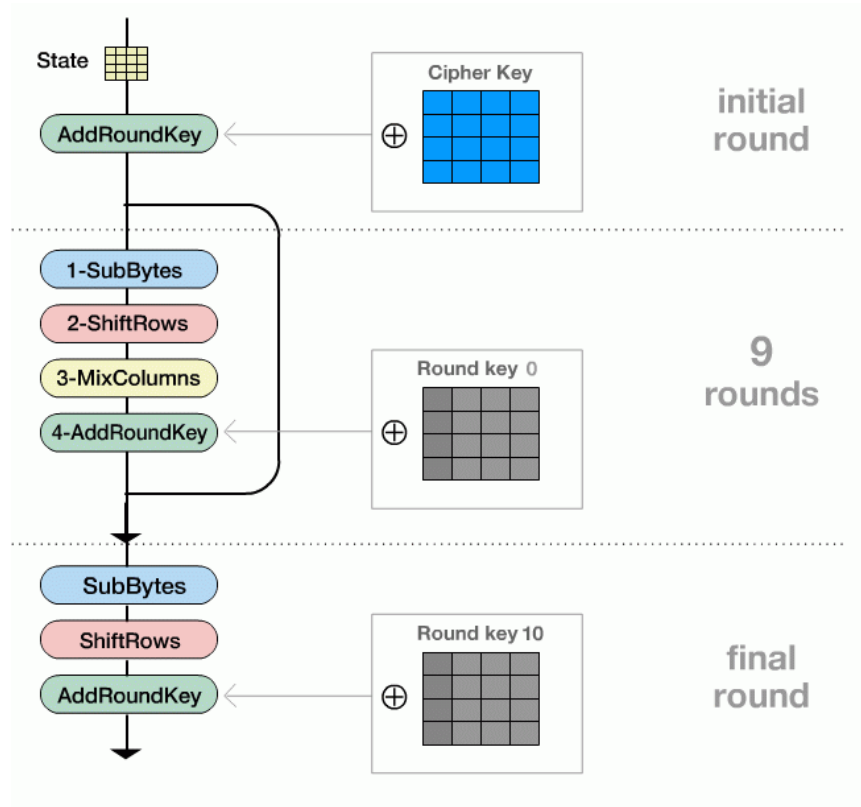 State
Cipher Key
AddRoundKey
initial
round
1-SubBytes
2-ShiftRows
3-MixColumns
4-AddRoundKey
Round key 0
9
rounds
SubBytes
ShiftRows
AddRoundKey
Round key 10
final
round